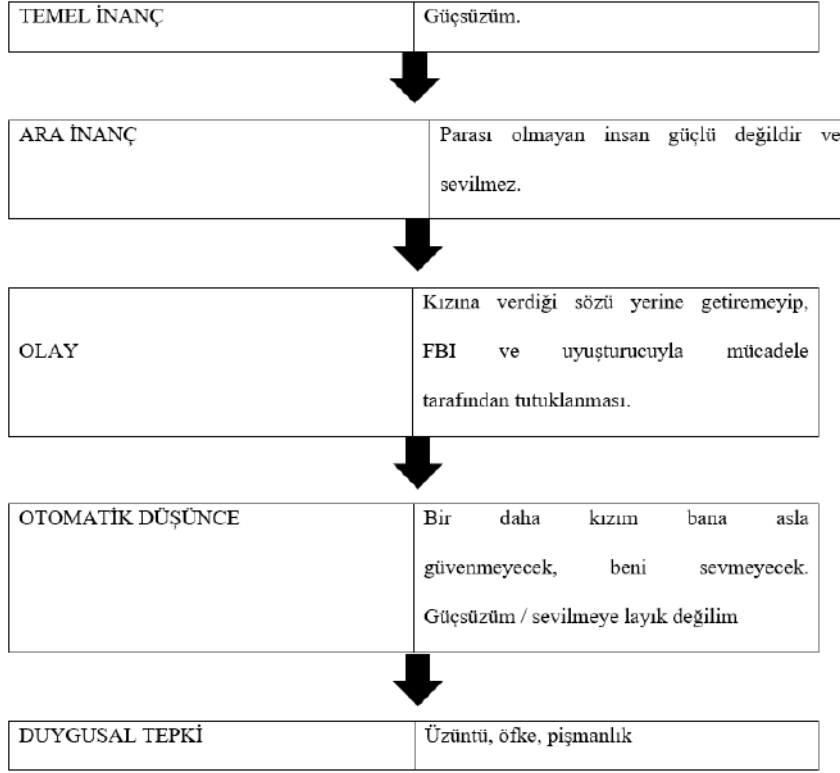 TEMEL İNANÇ
Güçsüzüm.
ARA İNANÇ
Parası olmayan insan güçlü değildir ve
sevilmez.
OLAY
Kızına verdiği sözü yerine getiremeyip,
FBI ve uyuşturucuyla mücadele
tarafından tutuklanması.
OTOMATİK DÜŞÜNCE
Bir daha kızım bana asla
güvenmeyecek, beni sevmeyecek.
Güçsüzüm / sevilmeye layık değilim
DUYGUSAL TEPKİ
Üzüntü, öfke, pişmanlık